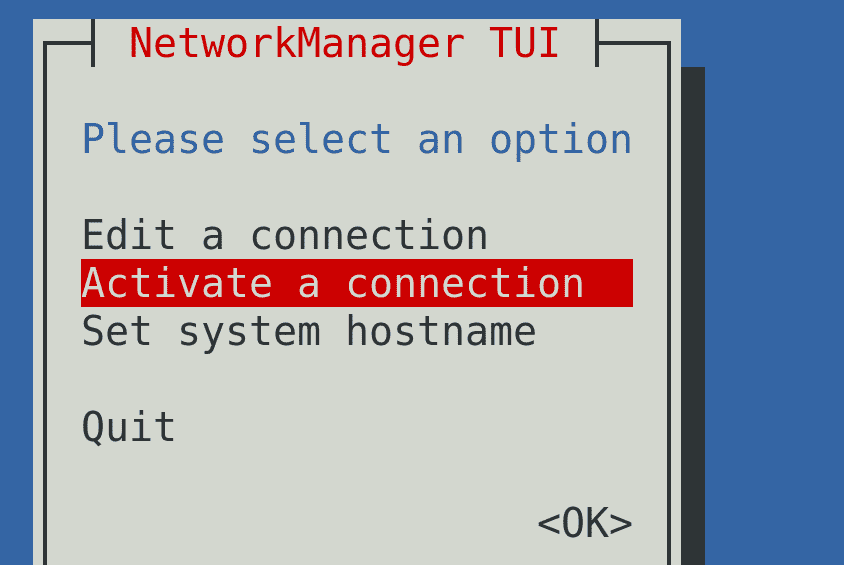 NetworkManager TUI
Please select an option
Edit a connection
Activate a connection
Set system hostname
Quit
<OK>